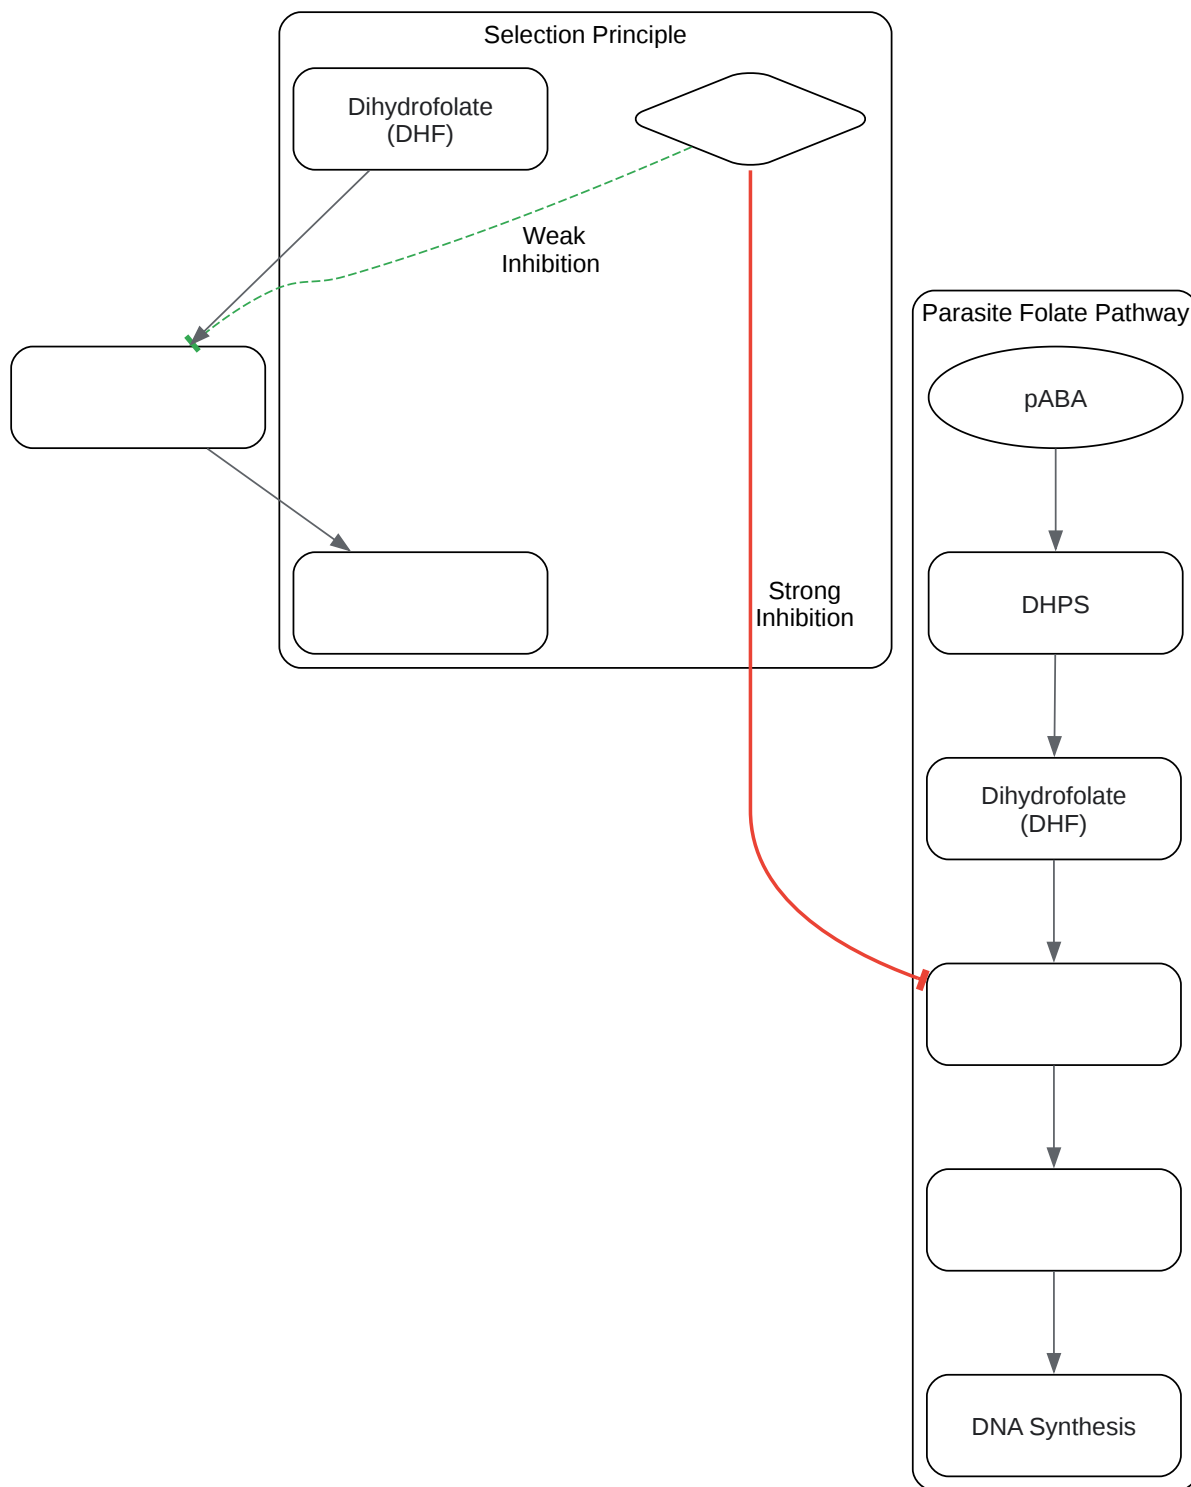 Selection Principle
Dihydrofolate
(DHF)
Weak
Inhibition
Strong
Inhibition
Parasite Folate Pathway
pABA
DHPS
Dihydrofolate
(DHF)
DNA Synthesis